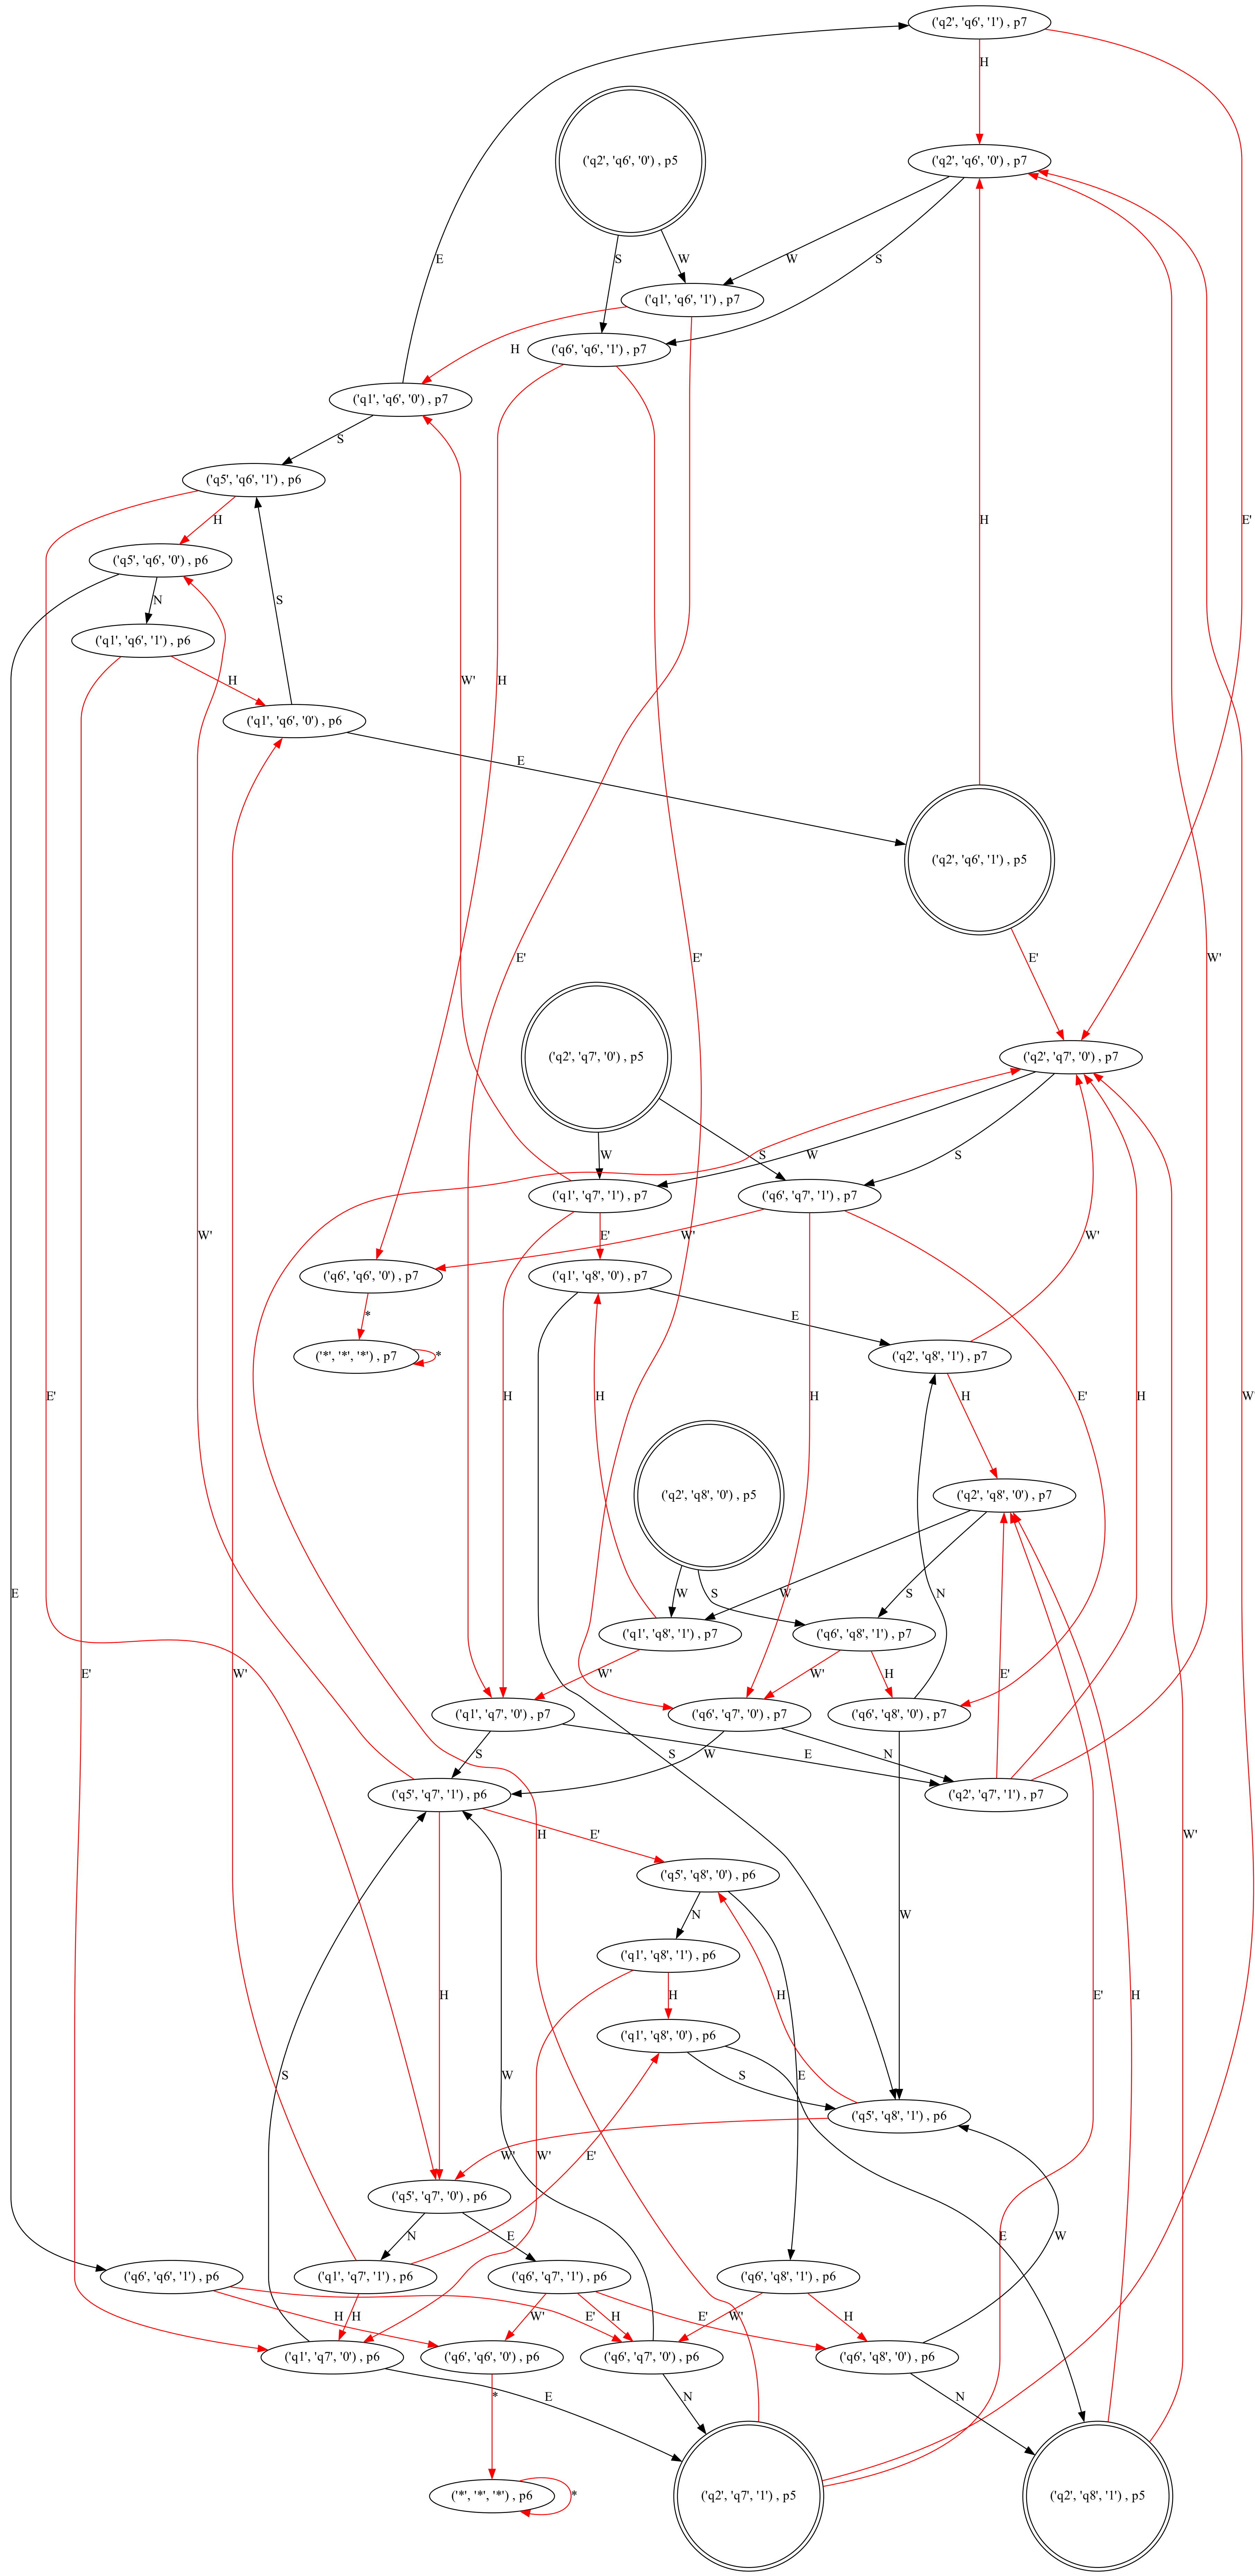 ('q2', 'q6', '1') , p7
H
('q2', 'q6', '0') , p5
('q2', 'q6', '0') , p7
E
S
W
W
S
('q1', 'q6', '1') , p7
('q6', 'q6', '1') , p7
H
('q1', 'q6', '0') , p7
S
('q5', 'q6', '1') , p6
H
H
E'
('q5', 'q6', '0') , p6
N
S
('q1', 'q6', '1') , p6
H
W'
H
('q1', 'q6', '0') , p6
E
('q2', 'q6', '1') , p5
E'
E'
E'
W'
('q2', 'q7', '0') , p5
('q2', 'q7', '0') , p7
W
S
W
S
('q1', 'q7', '1') , p7
('q6', 'q7', '1') , p7
W'
E'
W'
W'
('q6', 'q6', '0') , p7
('q1', 'q8', '0') , p7
*
E
('*', '*', '*') , p7
*
('q2', 'q8', '1') , p7
E'
H
H
H
H
E'
H
W'
('q2', 'q8', '0') , p5
('q2', 'q8', '0') , p7
E
W
S
W
S
N
('q1', 'q8', '1') , p7
('q6', 'q8', '1') , p7
E'
W'
W'
W'
H
E'
('q1', 'q7', '0') , p7
('q6', 'q7', '0') , p7
('q6', 'q8', '0') , p7
S
S
W
E
N
('q5', 'q7', '1') , p6
('q2', 'q7', '1') , p7
H
E'
W'
('q5', 'q8', '0') , p6
N
W
('q1', 'q8', '1') , p6
H
H
H
E'
H
('q1', 'q8', '0') , p6
S
W
S
E
('q5', 'q8', '1') , p6
W'
E'
W'
('q5', 'q7', '0') , p6
N
E
E
W
('q6', 'q6', '1') , p6
('q1', 'q7', '1') , p6
('q6', 'q7', '1') , p6
('q6', 'q8', '1') , p6
H
H
W'
E'
H
E'
W'
H
('q1', 'q7', '0') , p6
('q6', 'q6', '0') , p6
('q6', 'q7', '0') , p6
('q6', 'q8', '0') , p6
E
*
N
N
('*', '*', '*') , p6
*
('q2', 'q7', '1') , p5
('q2', 'q8', '1') , p5